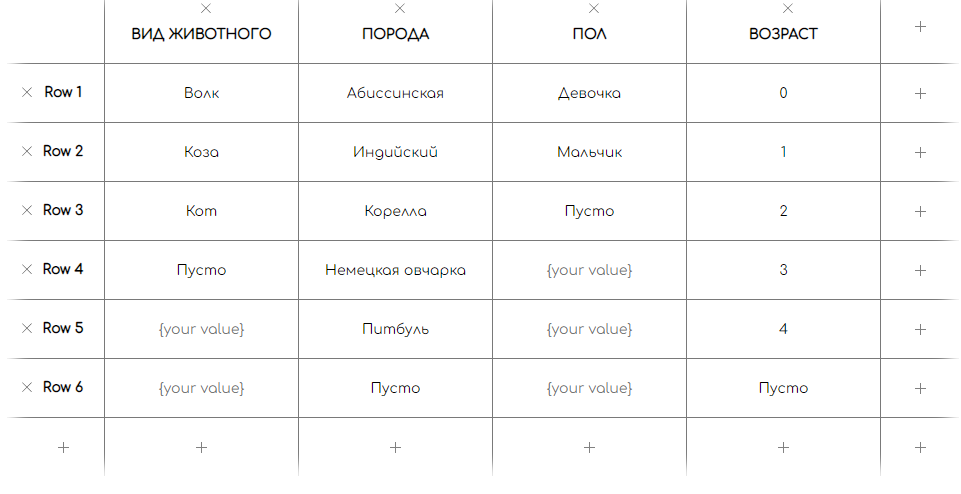 ВИД ЖИВОТНОГО ПОРОДА ПОЛ ВОЗРАСТ
Row 1 Волк Абиссинская Девочка 0
Row 2 Коза Индийский Мальчик 1
Row 3 Кот Корелла Пусто 2
Row 4 Пусто Немецкая овчарка {your value} 3
Row 5 {your value} Питбуль {your value} 4
Row 6 {your value} Пусто {your value} Пусто